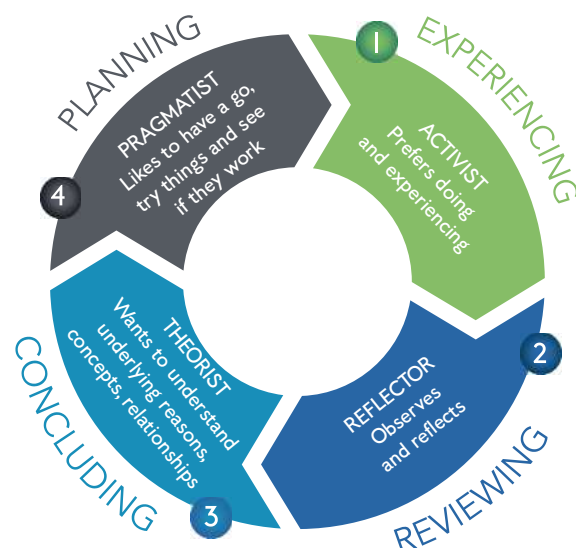 1
EXPERIENCING
ACTIVIST
Prefers doing
and experiencing
2
REVIEWING
REFLECTOR
Observes
and reflects
3
CONCLUDING
THEORIST
Wants to understand
underlying reasons,
concepts, relationships
4
PLANNING
PRAGMATIST
Likes to have a go,
try things and see
if they work